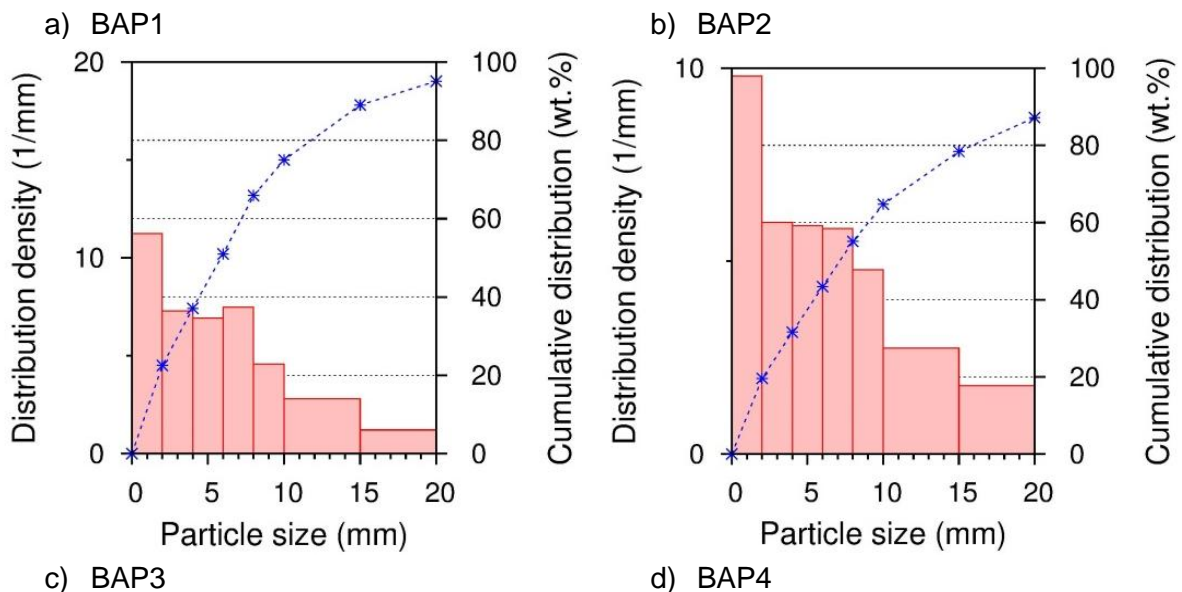 a) BAP1
20
10
0
Distribution density (1/mm)
100
80
60
40
20
0
Cumulative distribution (wt.%)
0 5 10 15 20
Particle size (mm)
b) BAP2
10
0
Distribution density (1/mm)
100
80
60
40
20
0
Cumulative distribution (wt.%)
0 5 10 15 20
Particle size (mm)
c) BAP3
d) BAP4